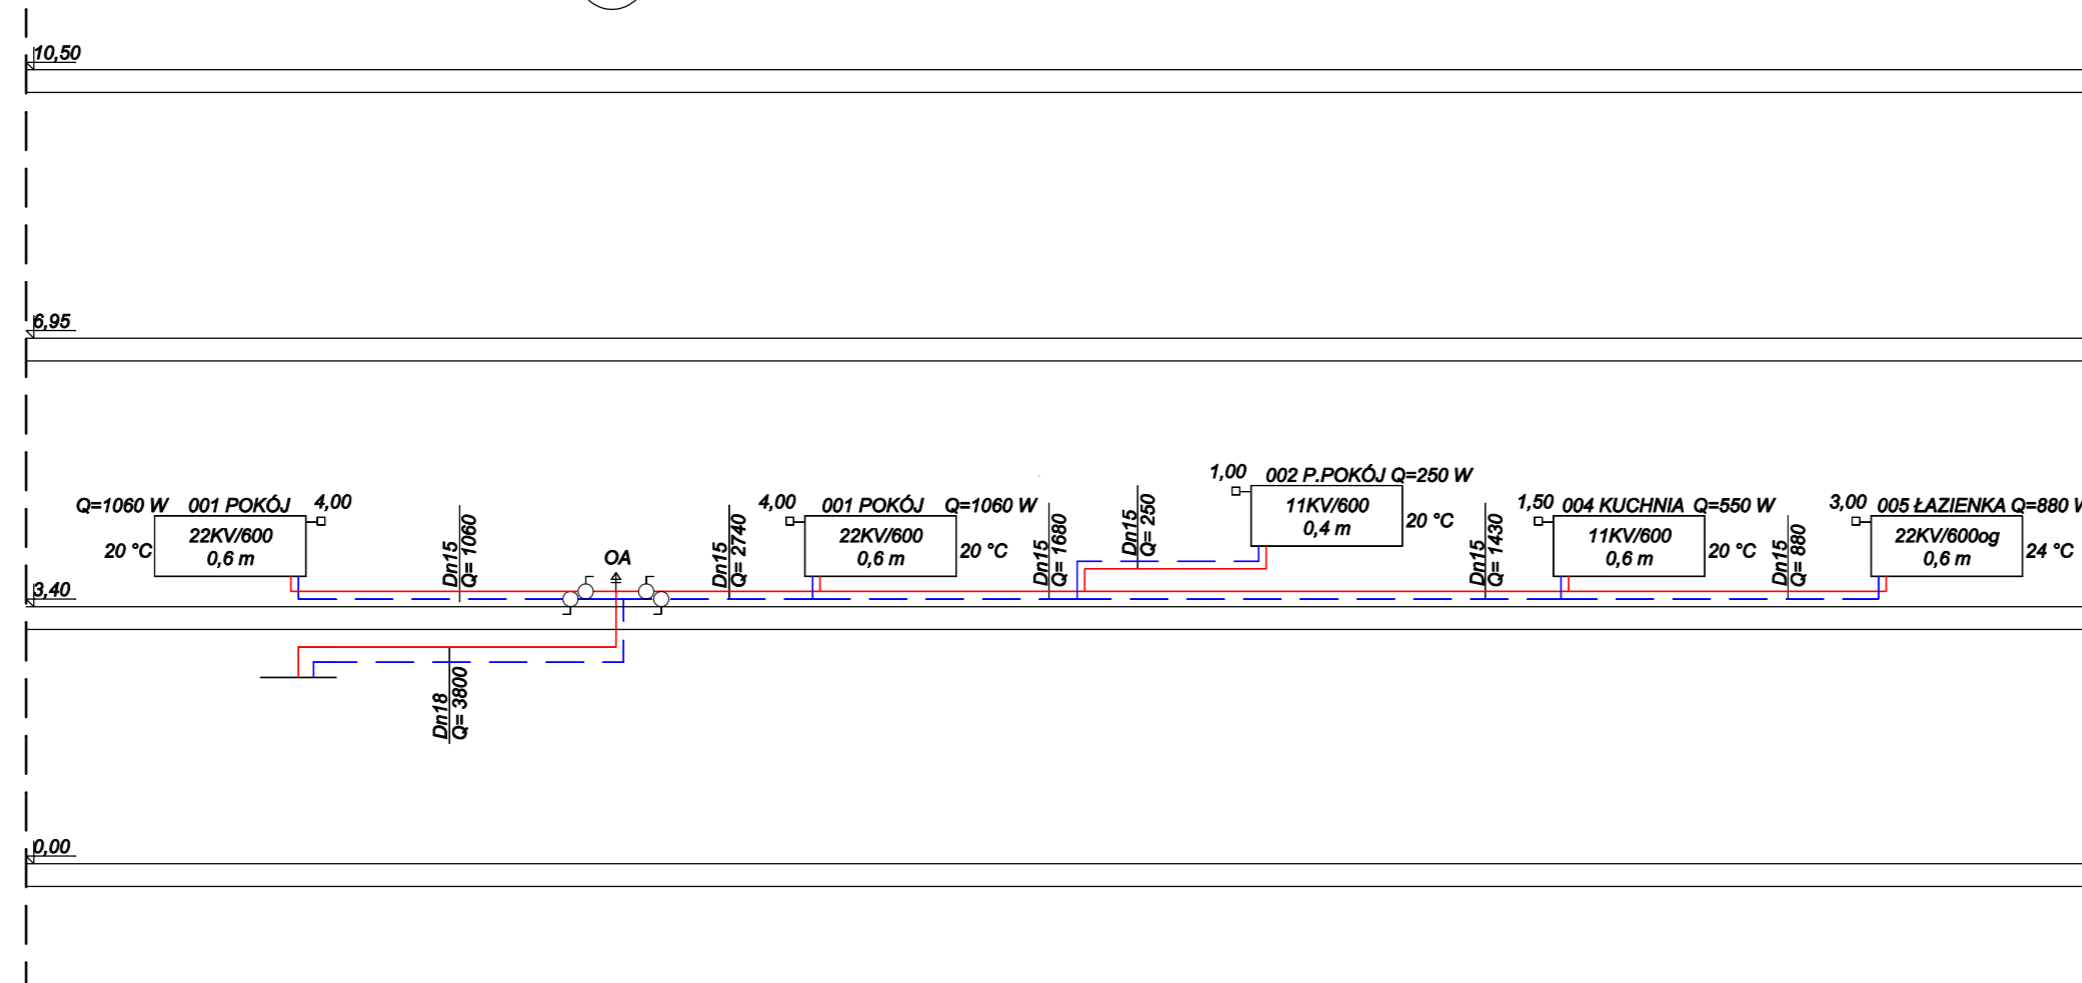 10,50
6,95
Q=1060 W 001 POKÓJ 4,00
22KV/600
0,6 m
20 °C
Dn15
Q= 1060
OA
Dn15
Q= 2740
4,00 001 POKÓJ Q=1060 W
22KV/600
0,6 m
20 °C
Dn15
Q= 1680
Dn15
Q= 250
1,00 002 P.POKÓJ Q=250 W
11KV/600
0,4 m
20 °C
Dn15
Q= 1430
1,50 004 KUCHNIA Q=550 W
11KV/600
0,6 m
20 °C
Dn15
Q= 880
3,00 005 ŁAZIENKA Q=880 W
22KV/600og
0,6 m
24 °C
3,40
Dn18
Q= 3800
0,00